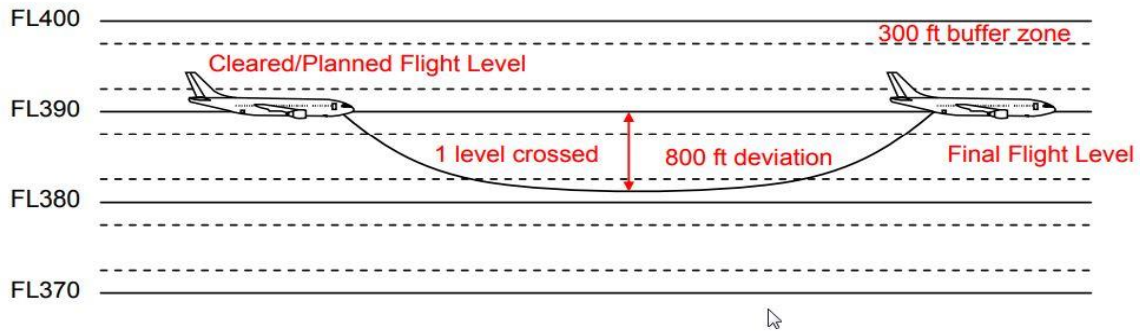 FL400
300 ft buffer zone
Cleared/Planned Flight Level
FL390
1 level crossed
800 ft deviation
Final Flight Level
FL380
FL370